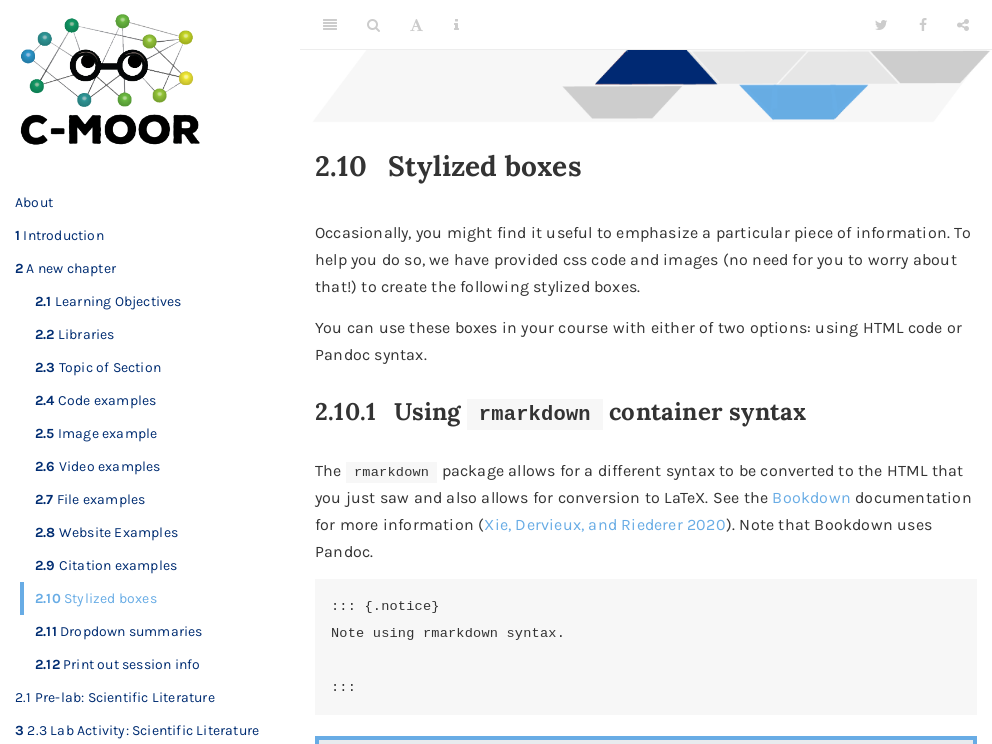 C-MOOR
About
1 Introduction
2 A new chapter
2.1 Learning Objectives
2.2 Libraries
2.3 Topic of Section
2.4 Code examples
2.5 Image example
2.6 Video examples
2.7 File examples
2.8 Website Examples
2.9 Citation examples
2.10 Stylized boxes
2.11 Dropdown summaries
2.12 Print out session info
2.1 Pre-lab: Scientific Literature
3 2.3 Lab Activity: Scientific Literature
2.10 Stylized boxes
Occasionally, you might find it useful to emphasize a particular piece of information. To
help you do so, we have provided css code and images (no need for you to worry about
that!) to create the following stylized boxes.
You can use these boxes in your course with either of two options: using HTML code or
Pandoc syntax.
2.10.1 Using rmarkdown container syntax
The rmarkdown package allows for a different syntax to be converted to the HTML that
you just saw and also allows for conversion to LaTeX. See the Bookdown documentation
for more information (Xie, Dervieux, and Riederer 2020). Note that Bookdown uses
Pandoc.
::: {.notice}
Note using rmarkdown syntax.
:::